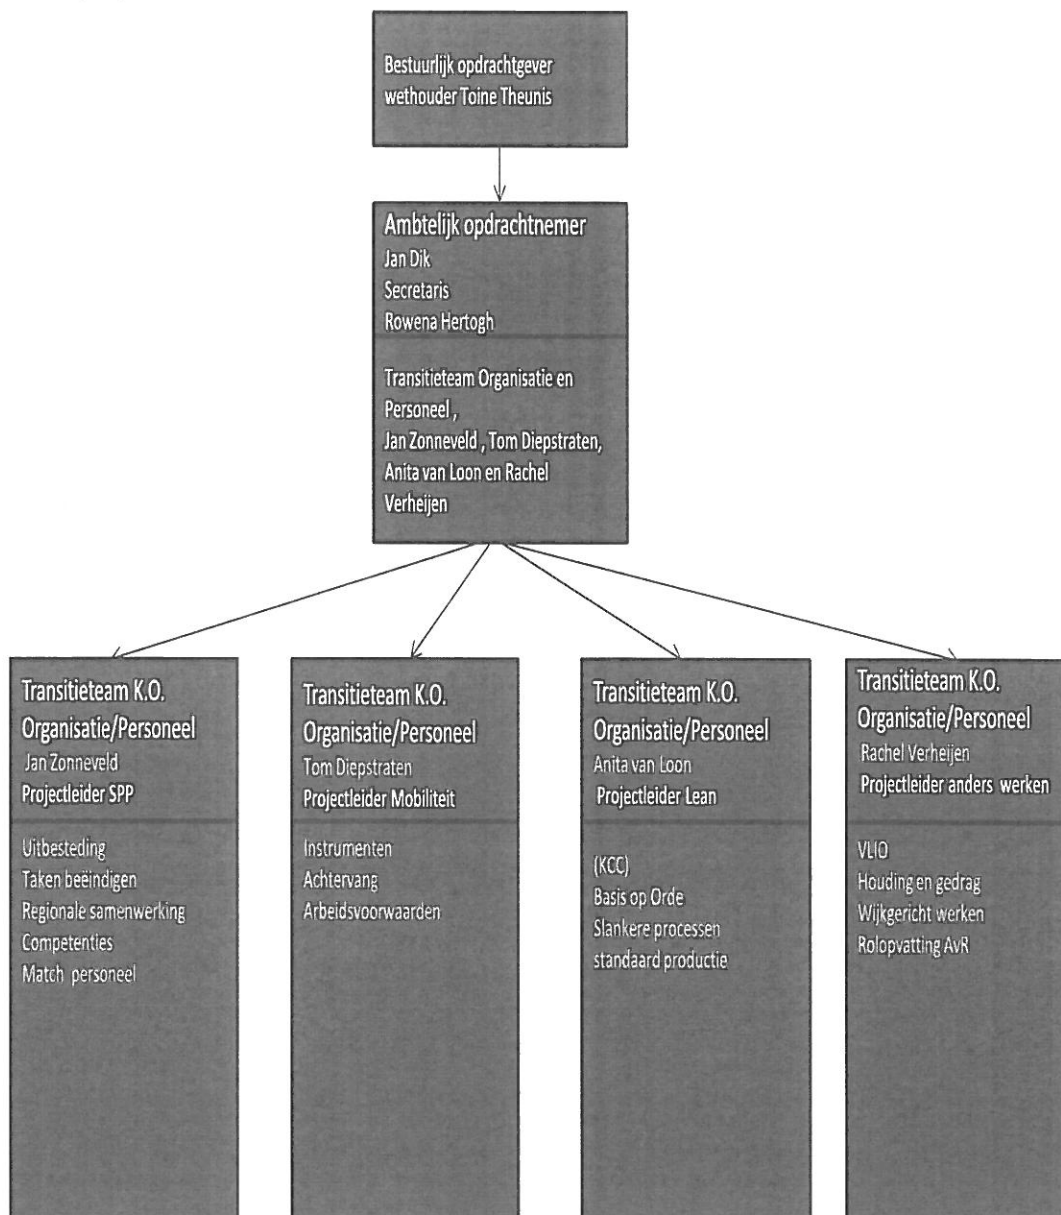 Bestuurlijk opdrachtgever
wethouder Toine Theunis
Ambtelijk opdrachtnemer
Jan Dik
Secretaris
Rowena Hertogh
Transitieteam Organisatie en
Personeel ,
Jan Zonneveld , Tom Diepstraten,
Anita van Loon en Rachel
Verheijen
Transitieteam K.O.
Organisatie/Personeel
Jan Zonneveld
Projectleider SPP
Uitbesteding
Taken beëindigen
Regionale samenwerking
Competenties
Match personeel
Transitieteam K.O.
Organisatie/Personeel
Tom Diepstraten
Projectleider Mobiliteit
Instrumenten
Achtervang
Arbeidsvoorwaarden
Transitieteam K.O.
Organisatie/Personeel
Anita van Loon
Projectleider Lean
(KCC)
Basis op Orde
Slankere processen
standaard productie
Transitieteam K.O.
Organisatie/Personeel
Rachel Verheijen
Projectleider anders werken
VLIO
Houding en gedrag
Wijkgericht werken
Rolopvatting AvR